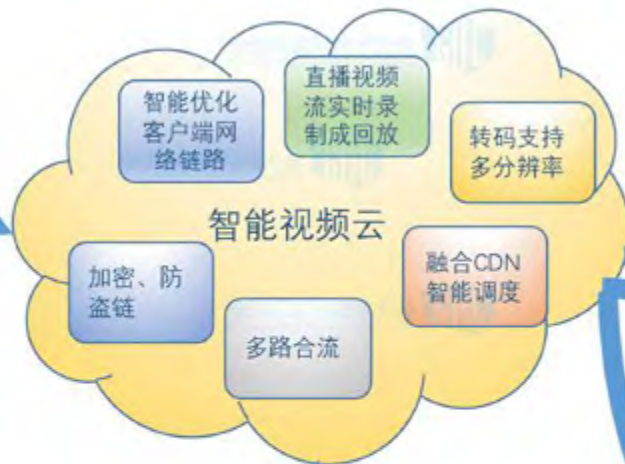 智能优化
客户端网
络链路
直播视频
流实时录
制成回放
转码支持
多分辨率
智能视频云
加密、防
盗链
融合CDN
智能调度
多路合流